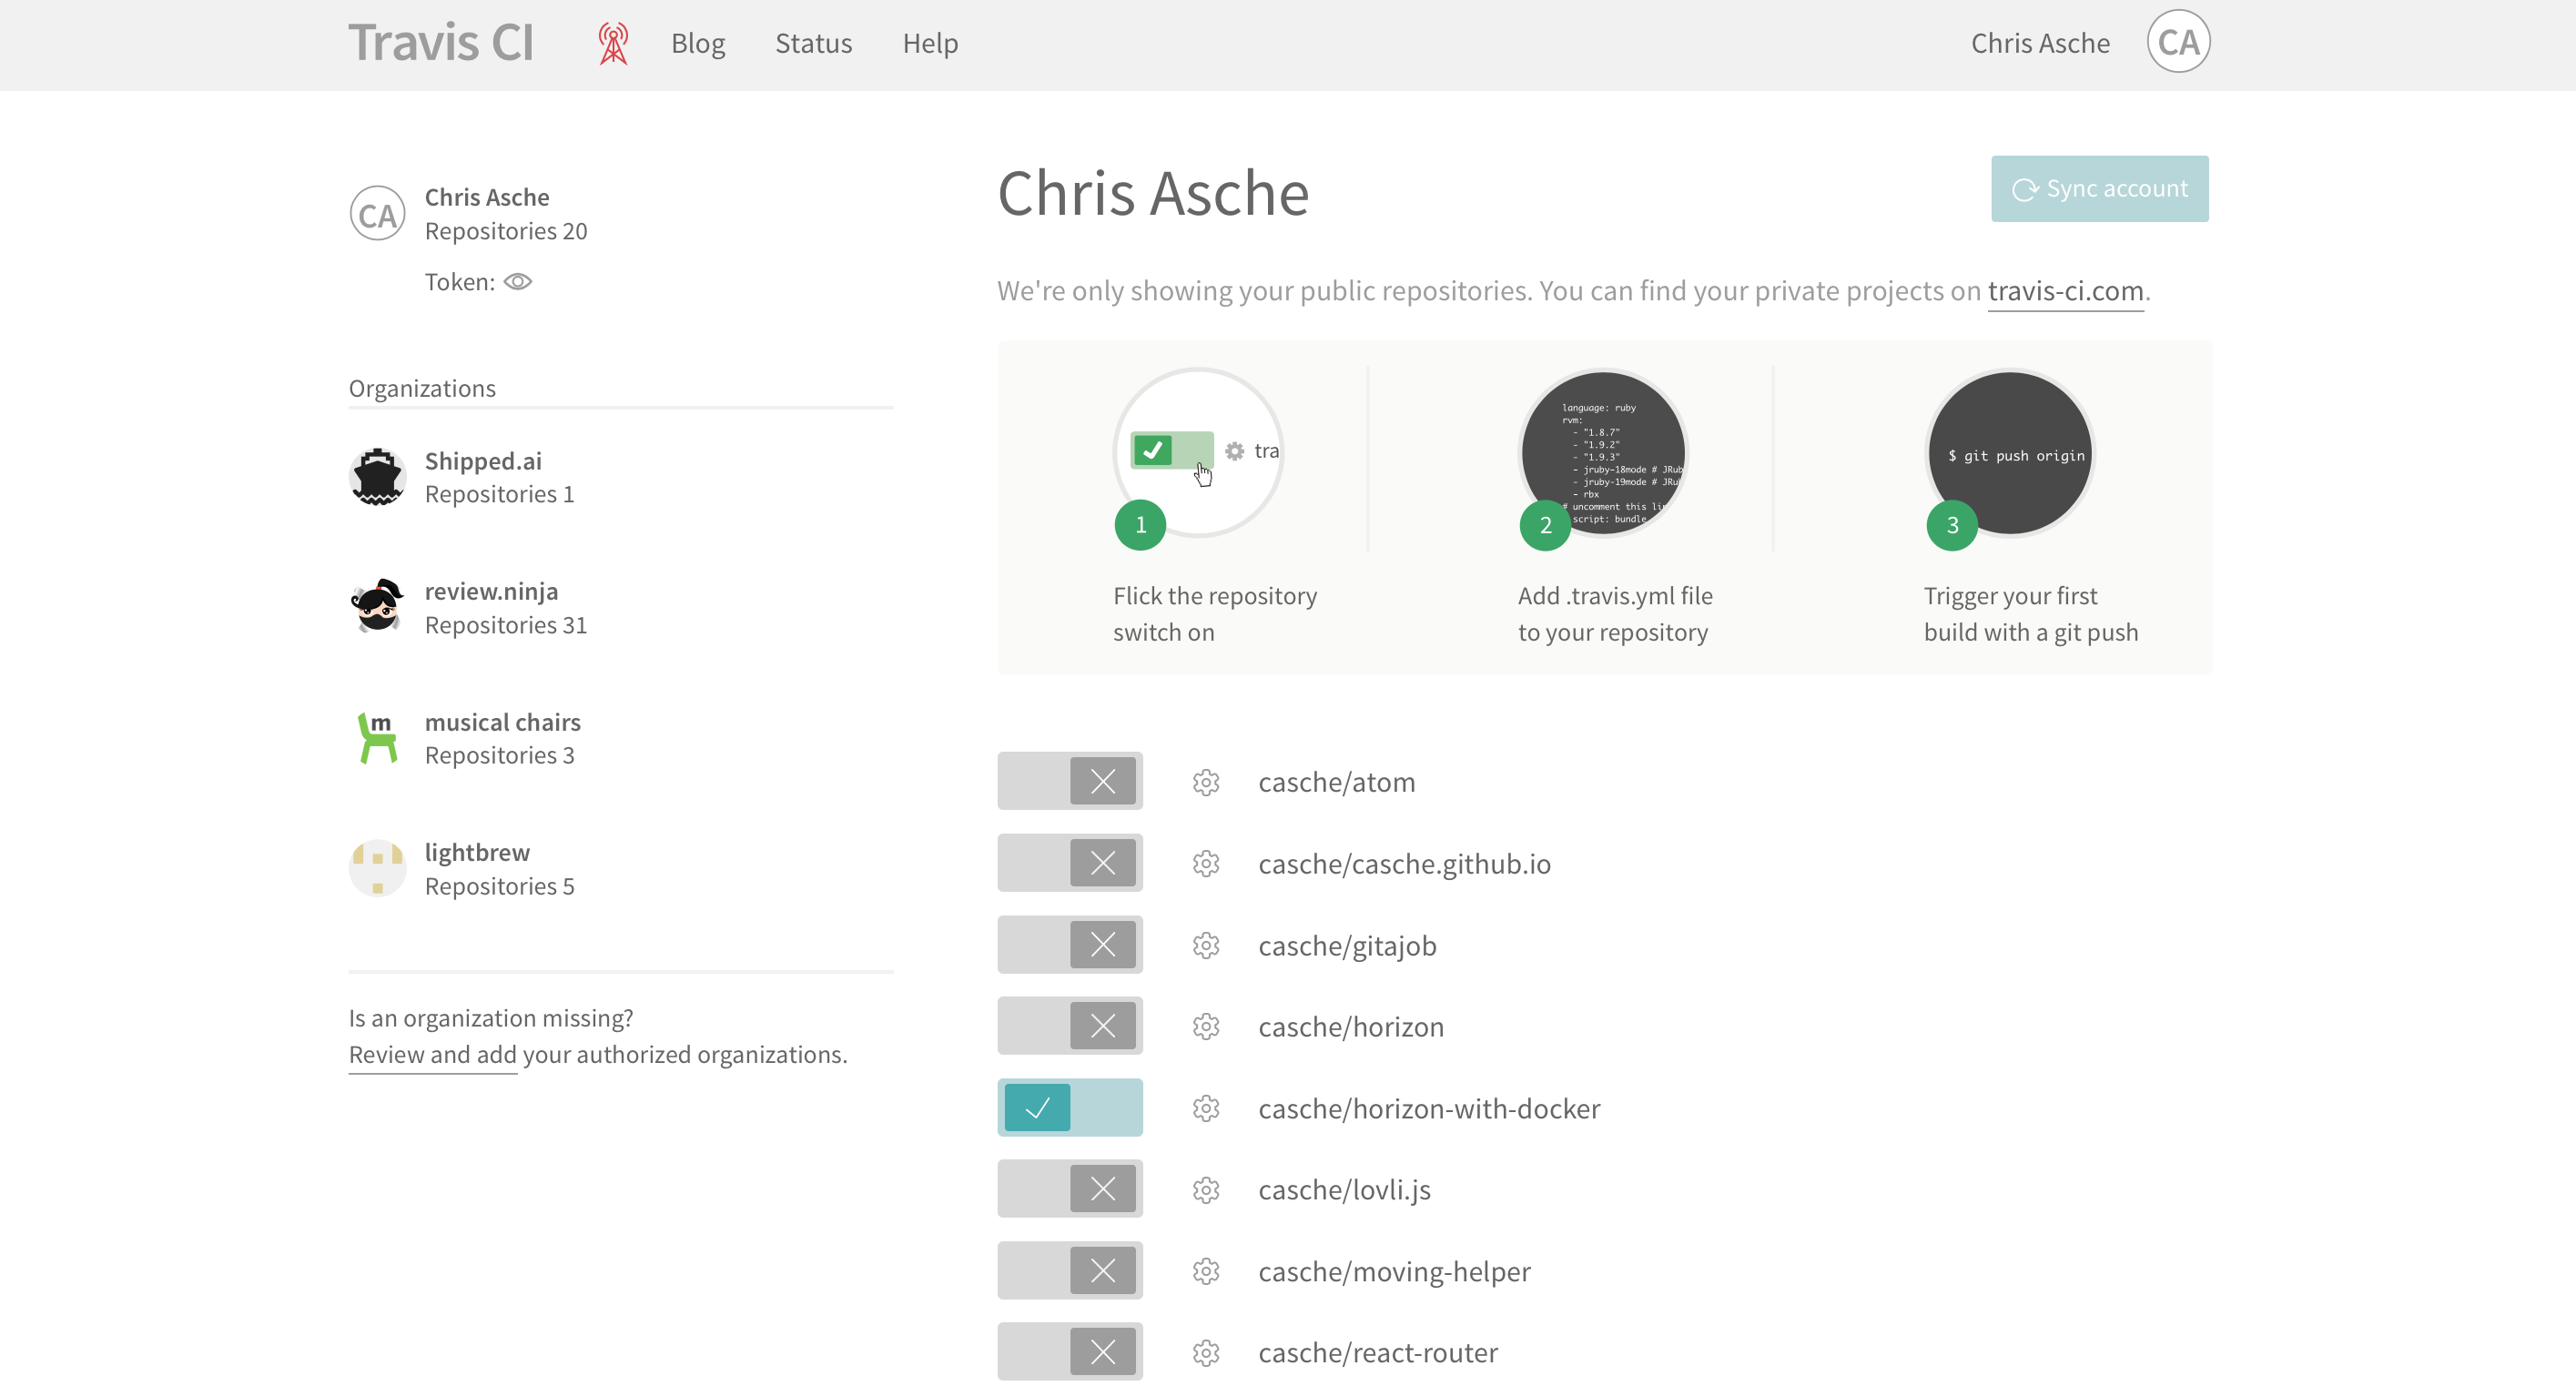 Travis CI
Blog
Status
Help
Chris Asche
CA
CA
Chris Asche
Repositories 20
Token:
Organizations
Shipped.ai
Repositories 1
review.ninja
Repositories 31
m
musical chairs
Repositories 3
lightbrew
Repositories 5
Is an organization missing?
Review and add your authorized organizations.
Chris Asche
Sync account
We're only showing your public repositories. You can find your private projects on travis-ci.com.
tra
1
Flick the repository
switch on
language: ruby
rvm:
- "1.8.7"
- "1.9.2"
- "1.9.3"
- jruby-18mode # JRub
- jruby-19mode # JRu
- rbx
# uncomment this li
script: bundle
2
Add .travis.yml file
to your repository
$ git push origin
3
Trigger your first
build with a git push
casche/atom
casche/casche.github.io
casche/gitajob
casche/horizon
casche/horizon-with-docker
casche/lovli.js
casche/moving-helper
casche/react-router